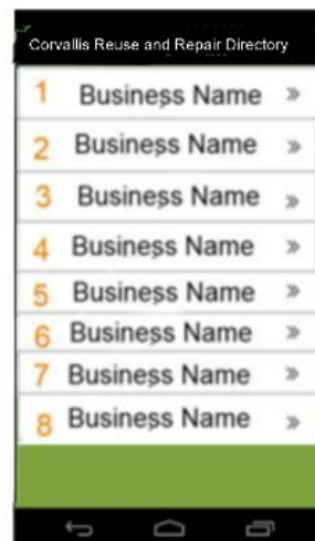 Corvallis Reuse and Repair Directory
1 Business Name »
2 Business Name »
3 Business Name »
4 Business Name »
5 Business Name »
6 Business Name »
7 Business Name »
8 Business Name »